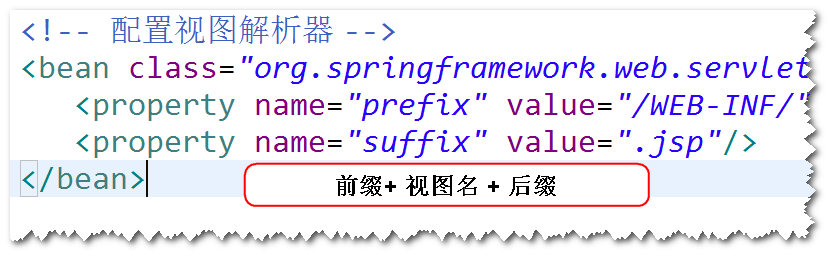 <!-- 配置视图解析器 -->
<bean class="org.springframework.web.servlet
<property name="prefix" value="/WEB-INF/"
<property name="suffix" value=".jsp"/>
</bean>
前缀+ 视图名 + 后缀